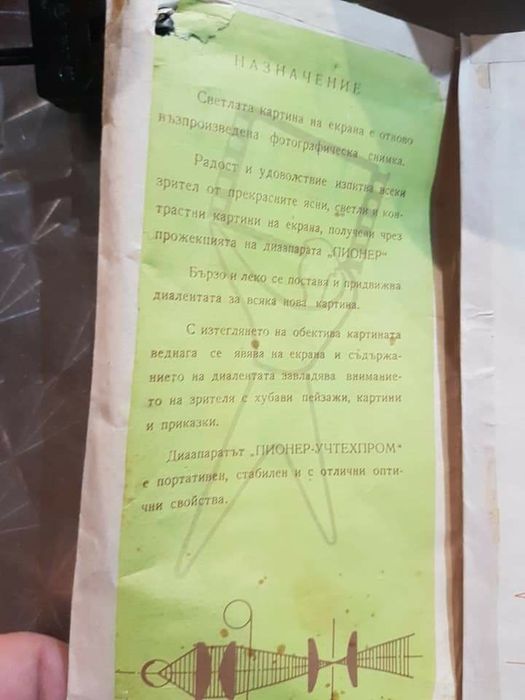 НАЗНАЧЕНИЕ
Светлата картина на екрана е отново
възпроизведена фотографическа снимка.
Радост и удоволствие изпитва всеки
зрител от прекрасните ясни, светли и кон-
трастни картини на екрана, получени чрез
прожекцията на диаапарата „ПИОНЕР"
Бързо и леко се поставя и придвижва
диалентата за всяка нова картина.
С изтеглянето на обектива картината
веднага се явява на екрана и съдържа-
нието на диалентата завладява внимание-
то на зрителя с хубави пейзажи, картини
и приказки.
Диаапаратът „ПИОНЕР-УЧТЕХПРОМ"
е портативен, стабилен и с отлични опти-
чни свойства.